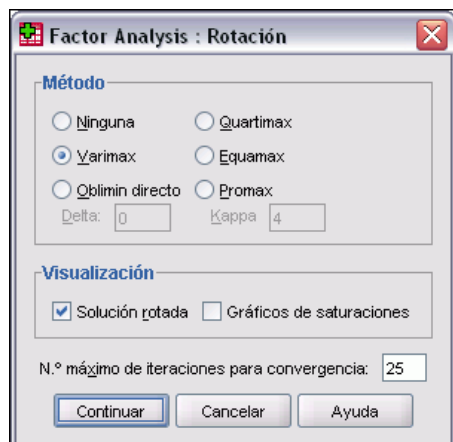 Factor Analysis : Rotación
Método
Ninguna
Quartimax
Varimax
Equamax
Oblimin directo
Promax
Delta: 0
Kappa 4
Visualización
Solución rotada
Gráficos de saturaciones
N.º máximo de iteraciones para convergencia: 25
Continuar
Cancelar
Ayuda